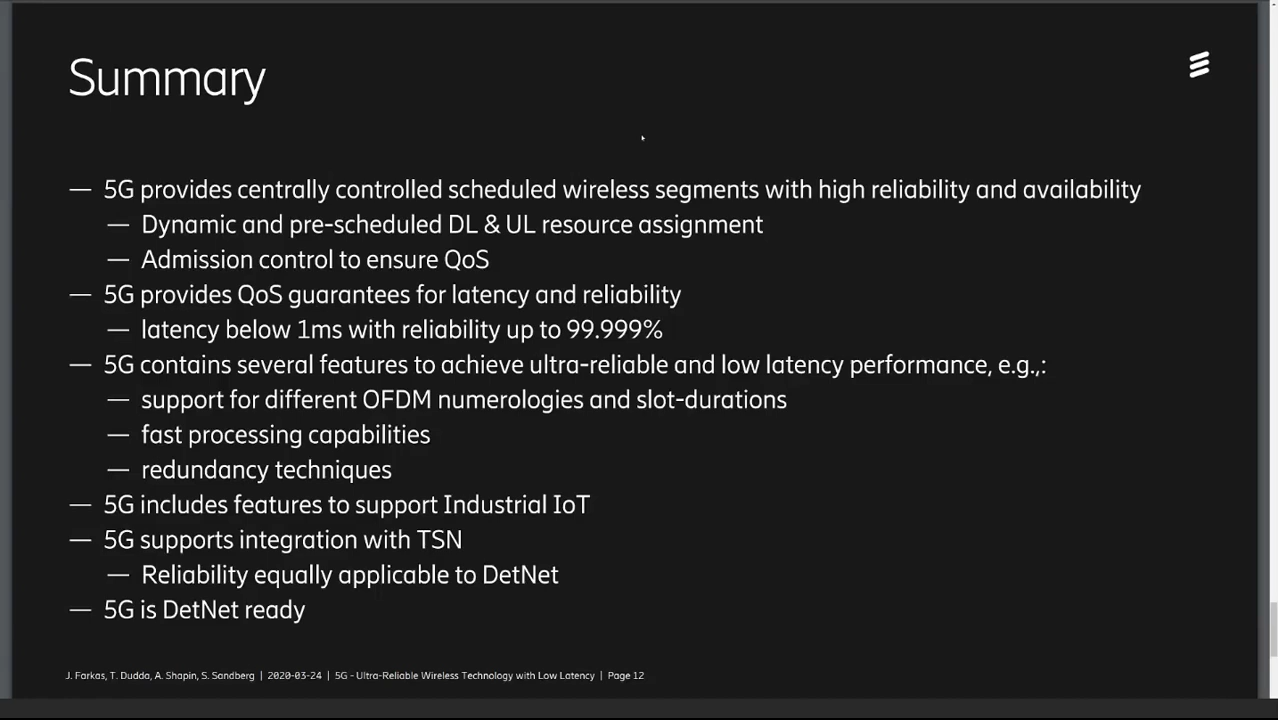 Summary
— 5G provides centrally controlled scheduled wireless segments with high reliability and availability
— Dynamic and pre-scheduled DL & UL resource assignment
— Admission control to ensure QoS
— 5G provides QoS guarantees for latency and reliability
— latency below 1ms with reliability up to 99.999%
— 5G contains several features to achieve ultra-reliable and low latency performance, e.g.,:
— support for different OFDM numerologies and slot-durations
— fast processing capabilities
— redundancy techniques
— 5G includes features to support Industrial IoT
— 5G supports integration with TSN
— Reliability equally applicable to DetNet
— 5G is DetNet ready
J. Farkas, T. Dudda, A. Shapin, S. Sandberg | 2020-03-24 | 5G - Ultra-Reliable Wireless Technology with Low Latency | Page 12